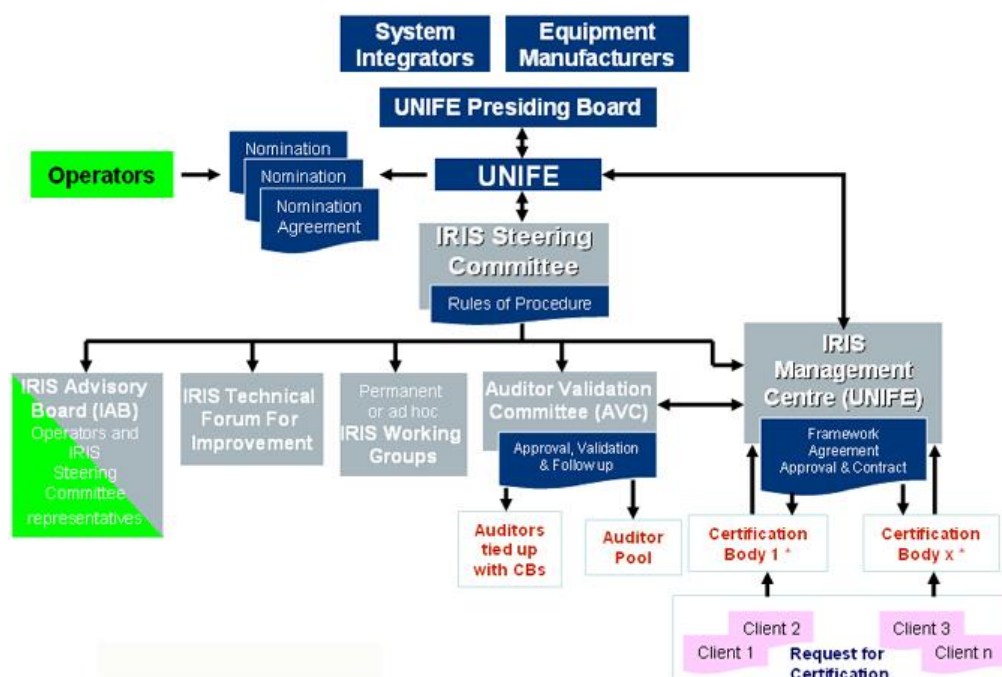 System
Integrators
Equipment
Manufacturers
UNIFE Presiding Board
Operators
Nomination
Nomination
Nomination
Agreement
UNIFE
IRIS Steering
Committee
Rules of Procedure
IRIS Advisory
Board (IAB)
Operators and
IRIS
Steering
Committee
representatives
IRIS Technical
Forum For
Improvement
Permanent
or ad hoc
IRIS Working
Groups
Auditor Validation
Committee (AVC)
Approval, Validation
& Follow up
IRIS
Management
Centre (UNIFE)
Framework
Agreement
Approval & Contract
Auditors
tied up
with CBs
Auditor
Pool
Certification
Body 1 *
Certification
Body x *
Client 2
Client 1
Client 3
Client n
Request for
Certification